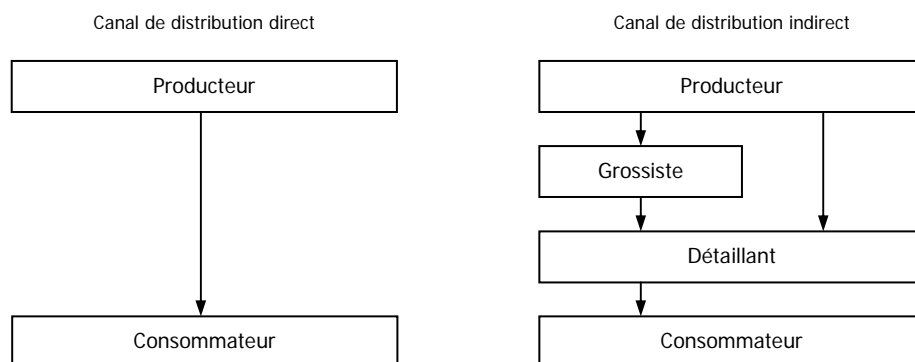 Canal de distribution direct
Producteur
Consommateur
Canal de distribution indirect
Producteur
Grossiste
Détaillant
Consommateur